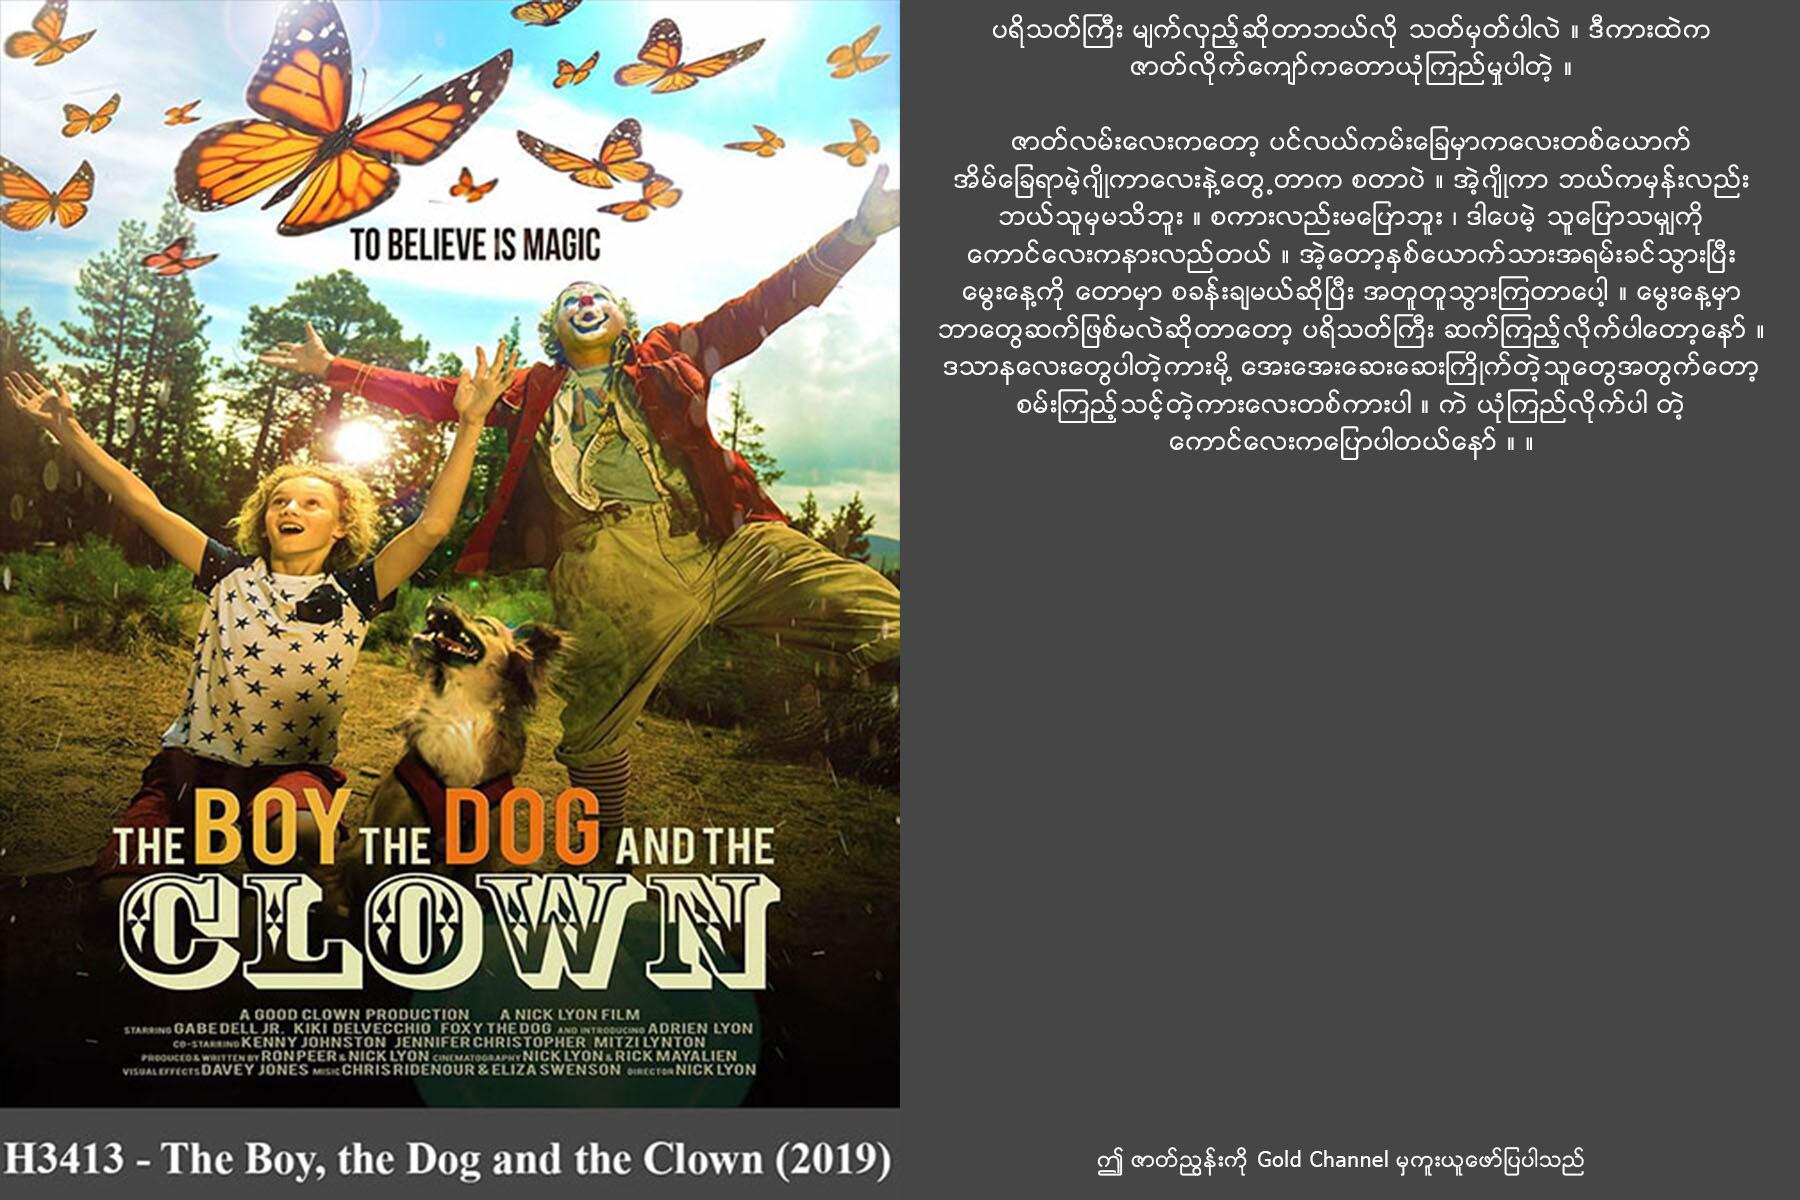 TO BELIEVE IS MAGIC
THE BOY THE DOG AND THE
CLOWN
A GOOD CLOWN PRODUCTION A NICK LYON FILM
STARRING GABE DELL JR. KIKI DELVECCHIO FOXY THE DOG AND INTRODUCING ADRIEN LYON
CO-STARRING KENNY JOHNSTON JENNIFER CHRISTOPHER MITZI LYNTON
PRODUCED & WRITTEN BY RON PEER & NICK LYON CINEMATOGRAPHY NICK LYON & RICK MAYALIEN
VISUAL EFFECTS DAVEY JONES MUSIC CHRIS RIDENOUR & ELIZA SWENSON DIRECTOR NICK LYON
H3413 - The Boy, the Dog and the Clown (2019)
ပရိသတ်ကြီး မျက်လှည့်ဆိုတာဘယ်လို သတ်မှတ်ပါလဲ ။ ဒီကားထဲက
ဇာတ်လိုက်ကျော်ကတောယုံကြည်မှုပါတဲ့ ။
ဇာတ်လမ်းလေးကတော့ ပင်လယ်ကမ်းခြေမှာကလေးတစ်ယောက်
အိမ်ခြေရာမဲ့ဂျိုကာလေးနဲ့တွေ့တာက စတာပဲ ။ အဲ့ဂျိုကာ ဘယ်ကမှန်းလည်း
ဘယ်သူမှမသိဘူး ။ စကားလည်းမပြောဘူး ၊ ဒါပေမဲ့ သူပြောသမျှကို
ကောင်လေးကနားလည်တယ် ။ အဲ့တော့နှစ်ယောက်သားအရမ်းခင်သွားပြီး
မွေးနေ့ကို တောမှာ စခန်းချမယ်ဆိုပြီး အတူတူသွားကြတာပေါ့ ။ မွေးနေ့မှာ
ဘာတွေဆက်ဖြစ်မလဲဆိုတာတော့ ပရိသတ်ကြီး ဆက်ကြည့်လိုက်ပါတော့နော် ။
ဒသာနလေးတွေပါတဲ့ကားမို့ အေးအေးဆေးဆေးကြိုက်တဲ့သူတွေအတွက်တော့
စမ်းကြည့်သင့်တဲ့ကားလေးတစ်ကားပါ ။ ကဲ ယုံကြည်လိုက်ပါ တဲ့
ကောင်လေးကပြောပါတယ်နော် ။ ။
ဤ ဇာတ်ညွန်းကို Gold Channel မှကူးယူဖော်ပြပါသည်